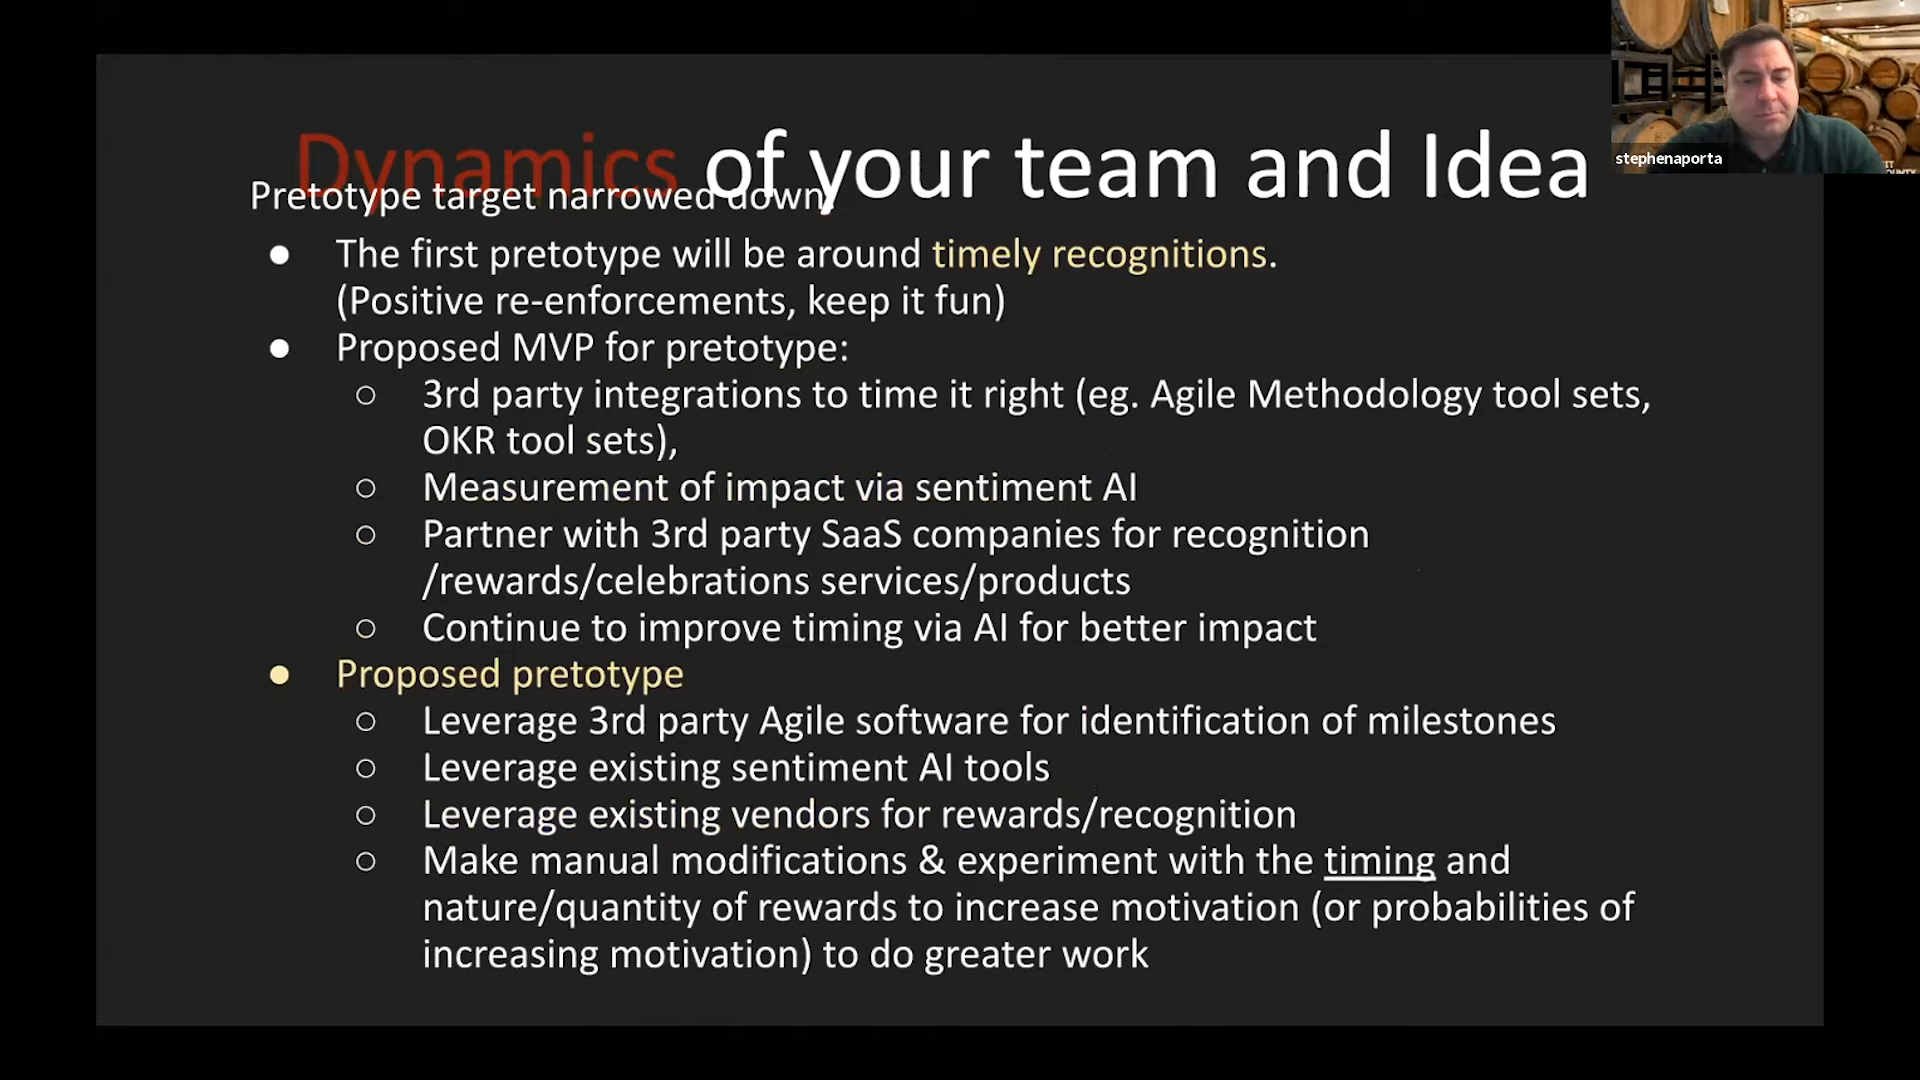 Dynamics of your team and Idea
stephenaporta
Pretotype target narrowed down:
● The first pretotype will be around timely recognitions.
(Positive re-enforcements, keep it fun)
● Proposed MVP for pretotype:
○ 3rd party integrations to time it right (eg. Agile Methodology tool sets,
OKR tool sets),
○ Measurement of impact via sentiment AI
○ Partner with 3rd party SaaS companies for recognition
/rewards/celebrations services/products
○ Continue to improve timing via AI for better impact
● Proposed pretotype
○ Leverage 3rd party Agile software for identification of milestones
○ Leverage existing sentiment AI tools
○ Leverage existing vendors for rewards/recognition
○ Make manual modifications & experiment with the timing and
nature/quantity of rewards to increase motivation (or probabilities of
increasing motivation) to do greater work